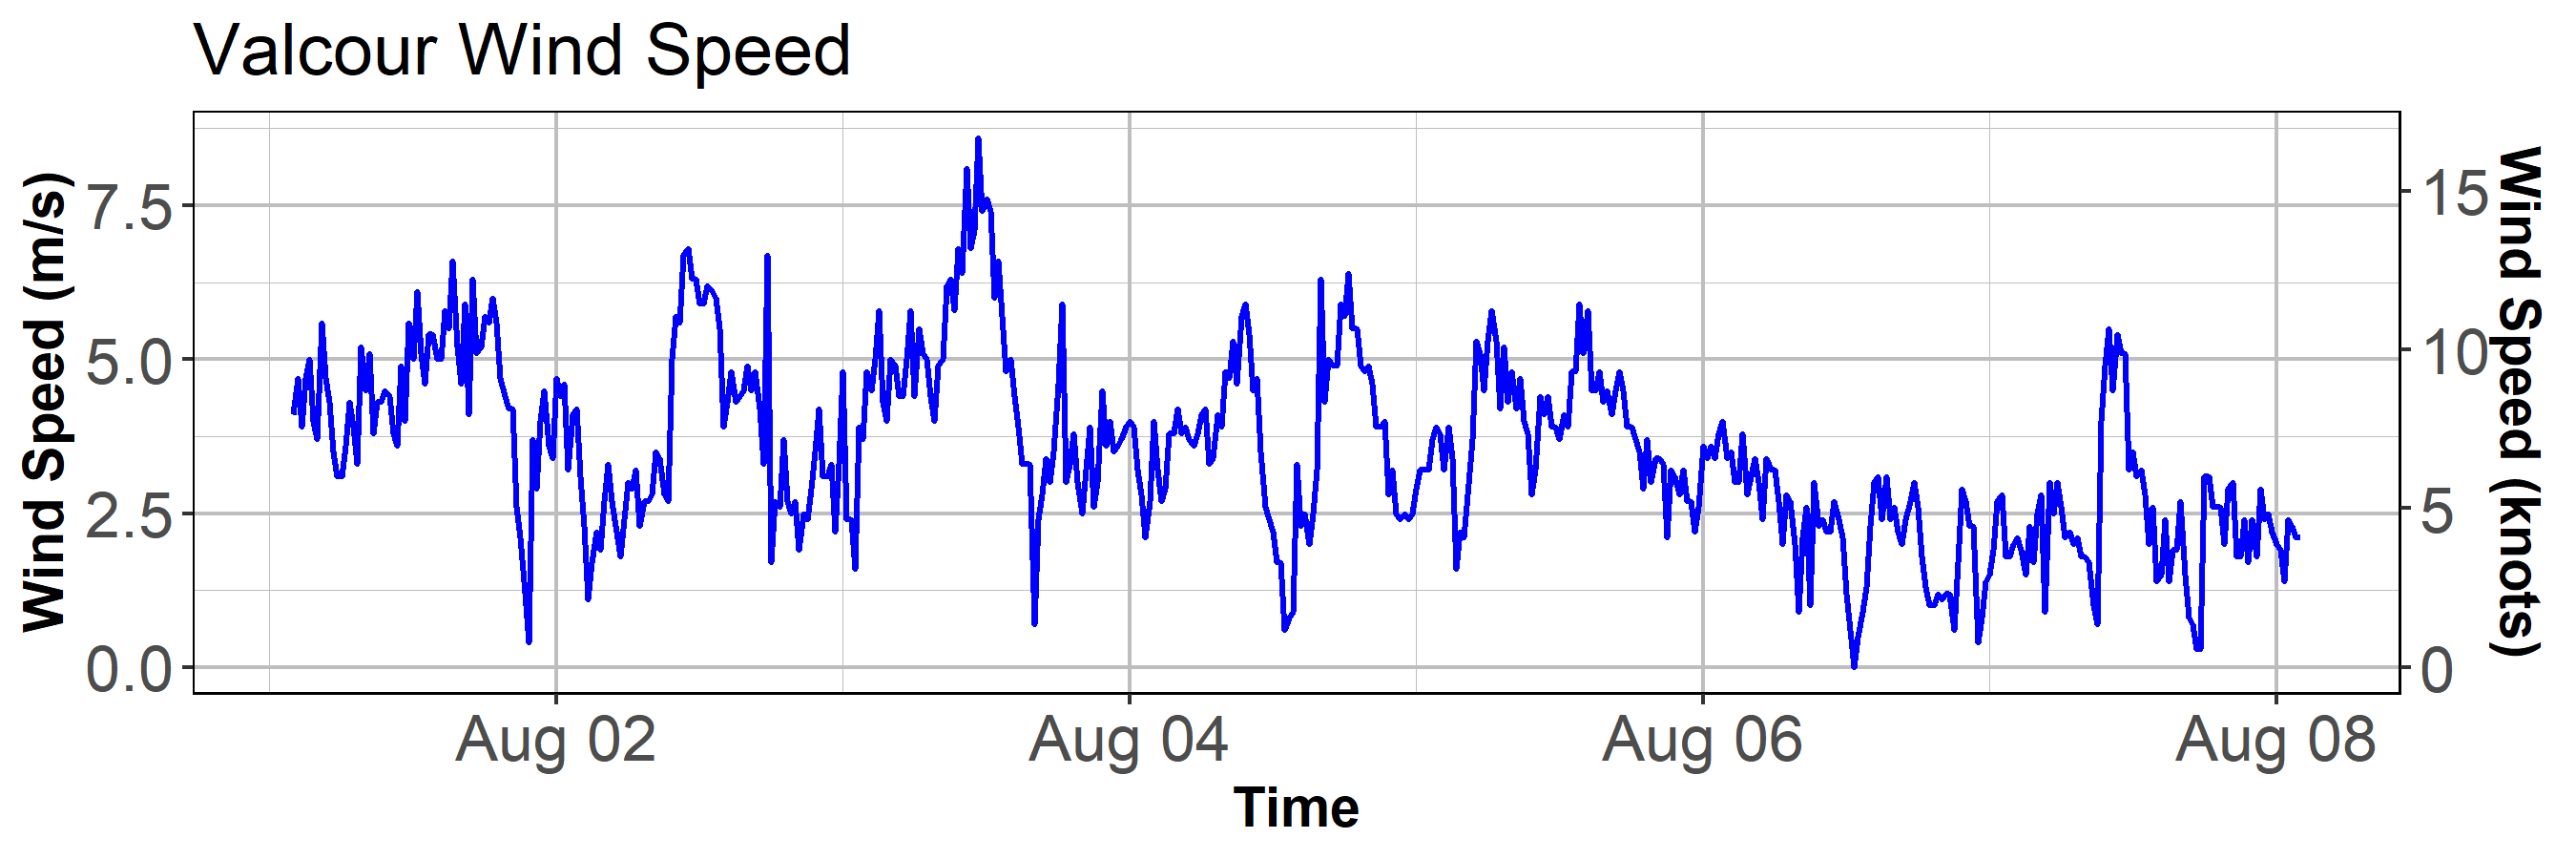 Valcour Wind Speed
Wind Speed (m/s)
7.5
5.0
2.5
0.0
15
10
5
0
Wind Speed (knots)
Aug 02
Aug 04
Aug 06
Aug 08
Time